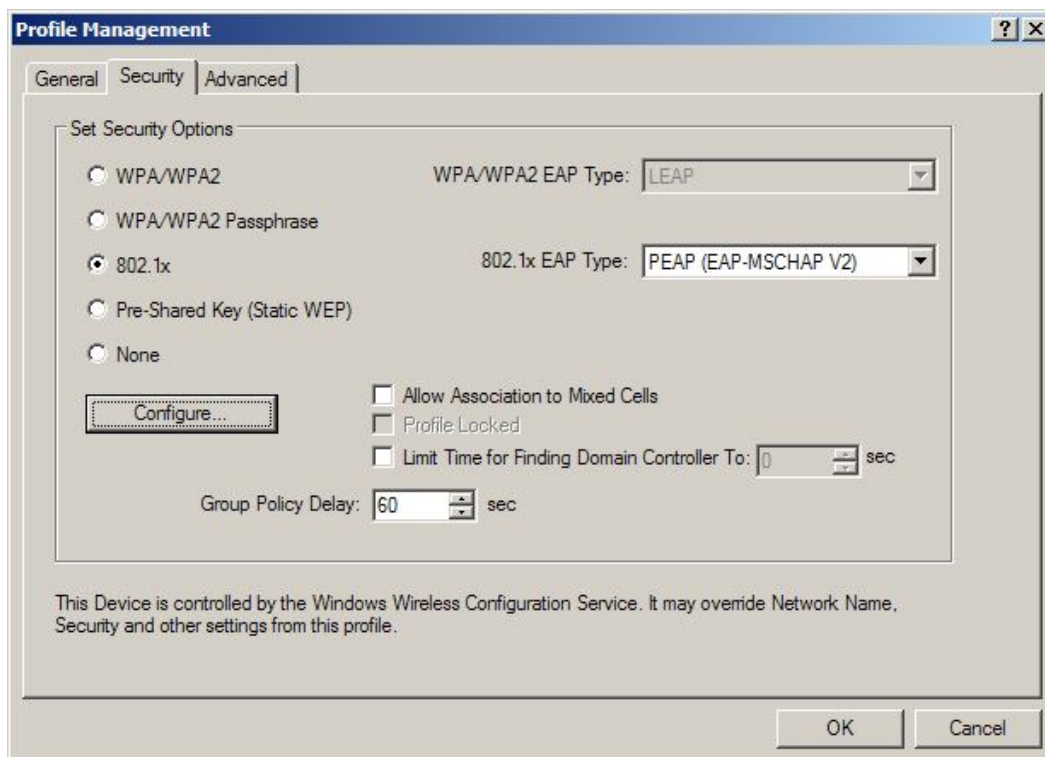 Profile Management
General Security Advanced
Set Security Options
WPA/WPA2 WPA/WPA2 EAP Type: LEAP
WPA/WPA2 Passphrase
802.1x 802.1x EAP Type: PEAP (EAP-MSCHAP V2)
Pre-Shared Key (Static WEP)
None
Configure... Allow Association to Mixed Cells
Profile Locked
Limit Time for Finding Domain Controller To: 0 sec
Group Policy Delay: 60 sec
This Device is controlled by the Windows Wireless Configuration Service. It may override Network Name,
Security and other settings from this profile.
OK Cancel